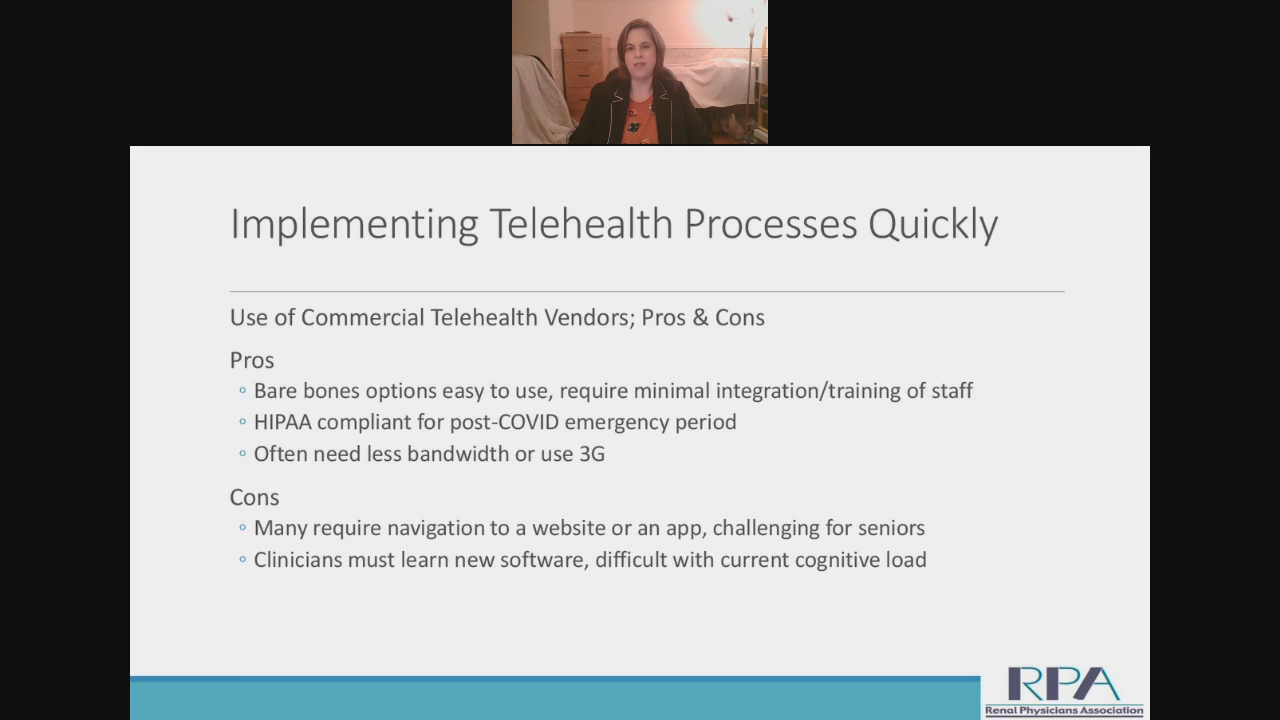 Implementing Telehealth Processes Quickly
Use of Commercial Telehealth Vendors; Pros & Cons
Pros
◦ Bare bones options easy to use, require minimal integration/training of staff
◦ HIPAA compliant for post-COVID emergency period
◦ Often need less bandwidth or use 3G
Cons
◦ Many require navigation to a website or an app, challenging for seniors
◦ Clinicians must learn new software, difficult with current cognitive load
RPA
Renal Physicians Association